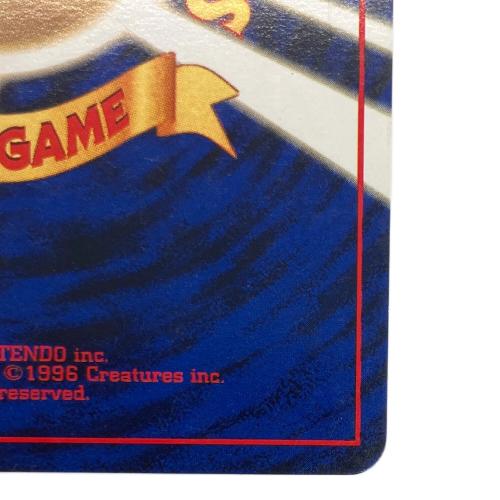 S
GAME
TENDO inc.
©1996 Creatures inc.
reserved.